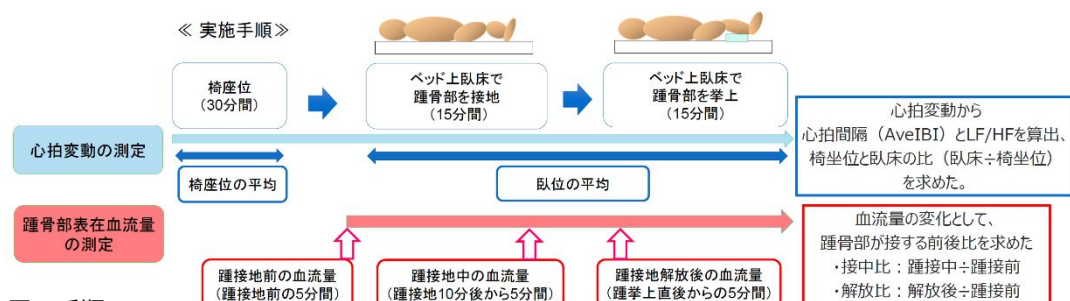 ≪ 実施手順≫
椅座位
（30分間）
ベッド上臥床で
踵骨部を接地
（15分間）
ベッド上臥床で
踵骨部を挙上
（15分間）
心拍変動の測定
椅座位の平均
臥位の平均
心拍変動から
心拍間隔（AveIBI）とLF/HFを算出、
椅坐位と臥床の比（臥床÷椅坐位）
を求めた。
踵骨部表在血流量
の測定
踵接地前の血流量
（踵接地前の5分間）
踵接地中の血流量
（踵接地10分後から5分間）
踵接地解放後の血流量
（踵挙上直後からの5分間）
血流量の変化として、
踵骨部が接する前後比を求めた
・接中比：踵接中÷踵接前
・解放比：解放後÷踵接前